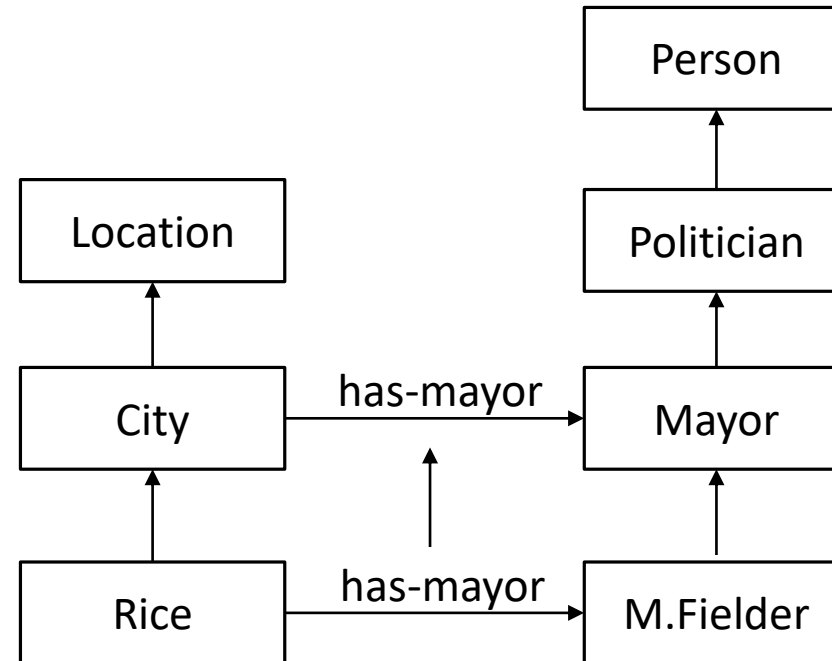 Person
Location
Politician
City
has-mayor
Mayor
Rice
has-mayor
M.Fielder